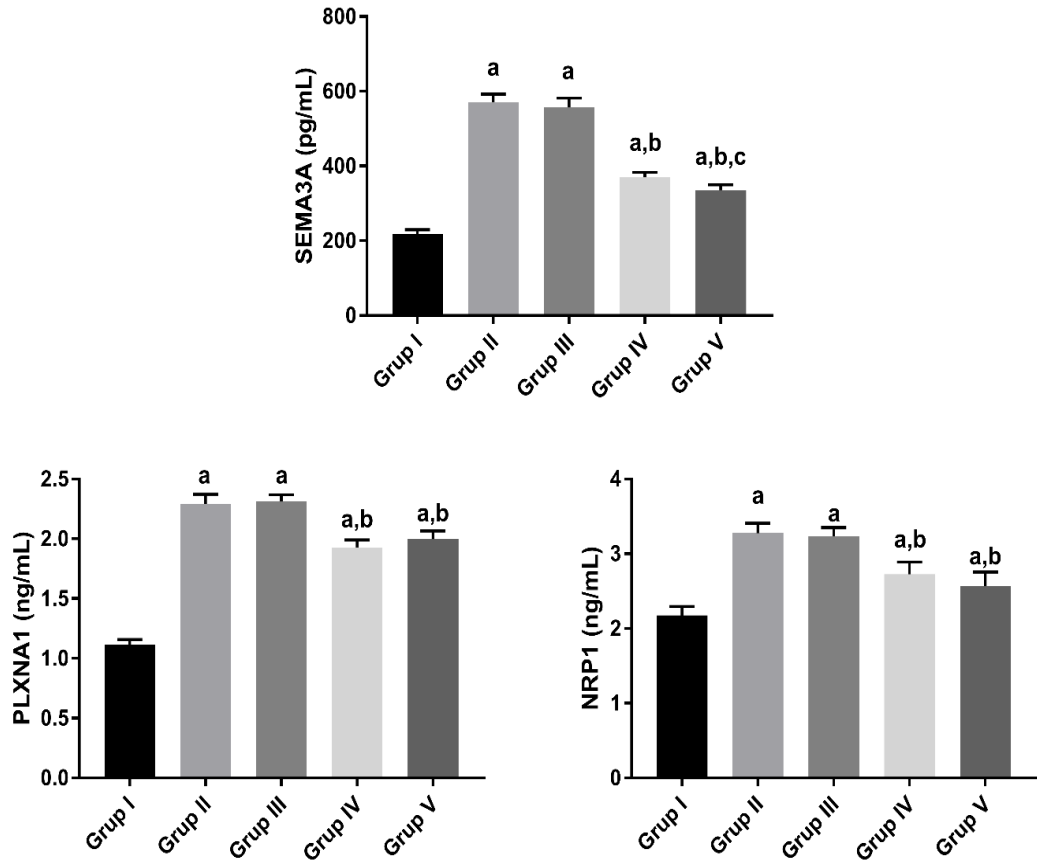 SEMA3A (pg/mL)
800
600
400
200
0
a
a
a,b
a,b,c
Grup I
Grup II
Grup III
Grup IV
Grup V
PLXNA1 (ng/mL)
2.5
2.0
1.5
1.0
0.5
0.0
a
a
a,b
a,b
Grup I
Grup II
Grup III
Grup IV
Grup V
NRP1 (ng/mL)
4
3
2
1
0
a
a
a,b
a,b
Grup I
Grup II
Grup III
Grup IV
Grup V